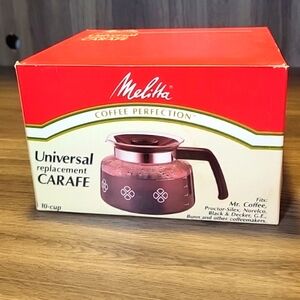 Melitta
COFFEE PERFECTION
Universal
replacement
CARAFE
10-cup
Fits:
Mr. Coffee,
Proctor-Silex, Norelco,
Black & Decker, G.E.,
Bunn and other coffeemakers.